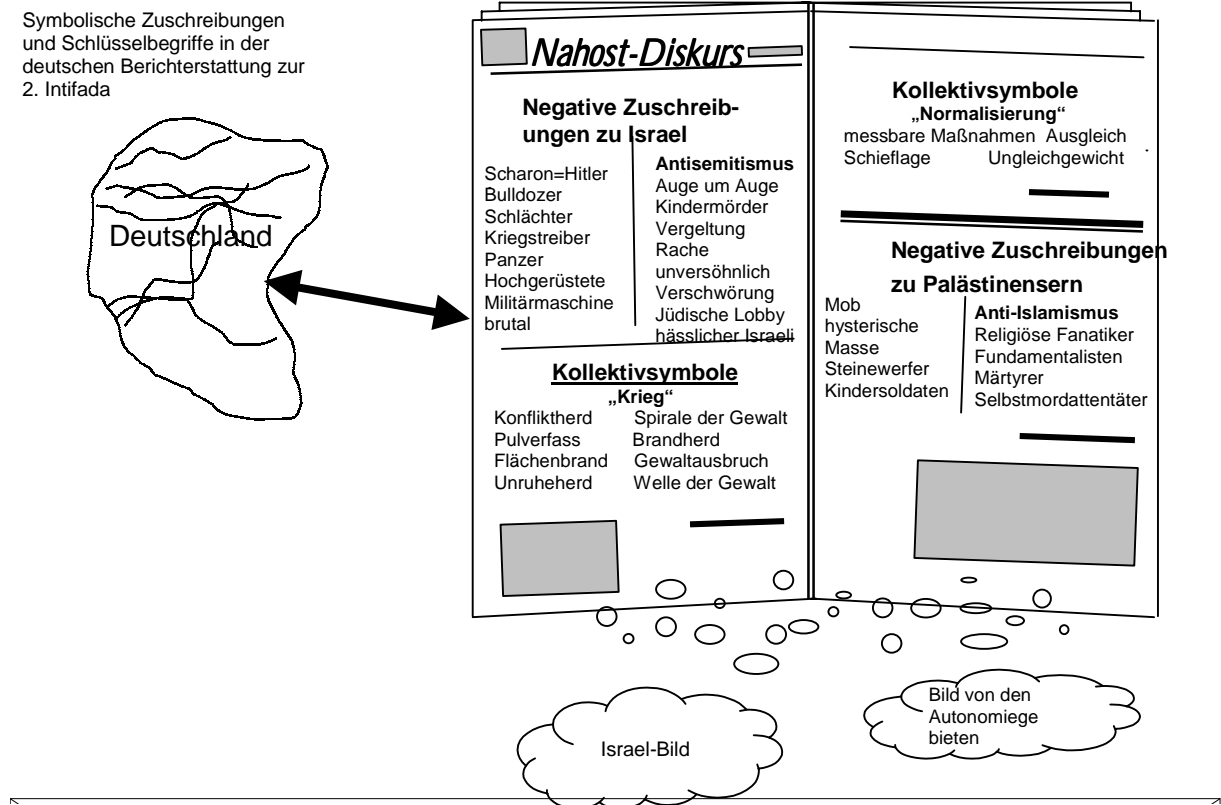 Symbolische Zuschreibungen
und Schlüsselbegriffe in der
deutschen Berichterstattung zur
2. Intifada
Deutschland
Nahost-Diskurs
Negative Zuschreib-
ungen zu Israel
Scharon=Hitler
Bulldozer
Schlächter
Kriegstreiber
Panzer
Hochgerüstete
Militärmaschine
brutal
Antisemitismus
Auge um Auge
Kindermörder
Vergeltung
Rache
unversöhnlich
Verschwörung
Jüdische Lobby
hässlicher Israeli
Kollektivsymbole
„Krieg“
Konfliktherd Spirale der Gewalt
Pulverfass Brandherd
Flächenbrand Gewaltausbruch
Unruheherd Welle der Gewalt
Kollektivsymbole
„Normalisierung“
messbare Maßnahmen Ausgleich
Schieflage Ungleichgewicht
Negative Zuschreibungen
zu Palästinensern
Mob
hysterische
Masse
Steinewerfer
Kindersoldaten
Anti-Islamismus
Religiöse Fanatiker
Fundamentalisten
Märtyrer
Selbstmordattentäter
Israel-Bild
Bild von den
Autonomiege
bieten